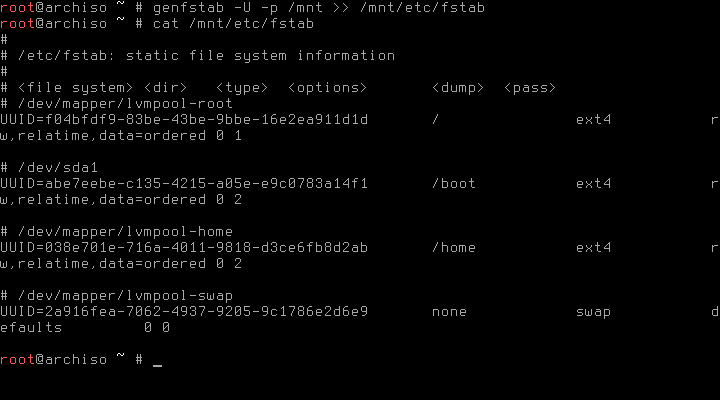 root@archiso ~ # genfstab -U -p /mnt >> /mnt/etc/fstab
root@archiso ~ # cat /mnt/etc/fstab
#
# /etc/fstab: static file system information
#
# <file system> <dir>   <type>  <options>       <dump>  <pass>
# /dev/mapper/lvmpool-root
UUID=f04bfdf9-83be-43be-9bbe-16e2ea911d1d       /               ext4            r
w,relatime,data=ordered 0 1

# /dev/sda1
UUID=abe7eebe-c135-4215-a05e-e9c0783a14f1       /boot           ext4            r
w,relatime,data=ordered 0 2

# /dev/mapper/lvmpool-home
UUID=038e701e-716a-4011-9818-d3ce6fb8d2ab       /home           ext4            r
w,relatime,data=ordered 0 2

# /dev/mapper/lvmpool-swap
UUID=2a916fea-7062-4937-9205-9c1786e2d6e9       none            swap            d
efaults         0 0

root@archiso ~ # _